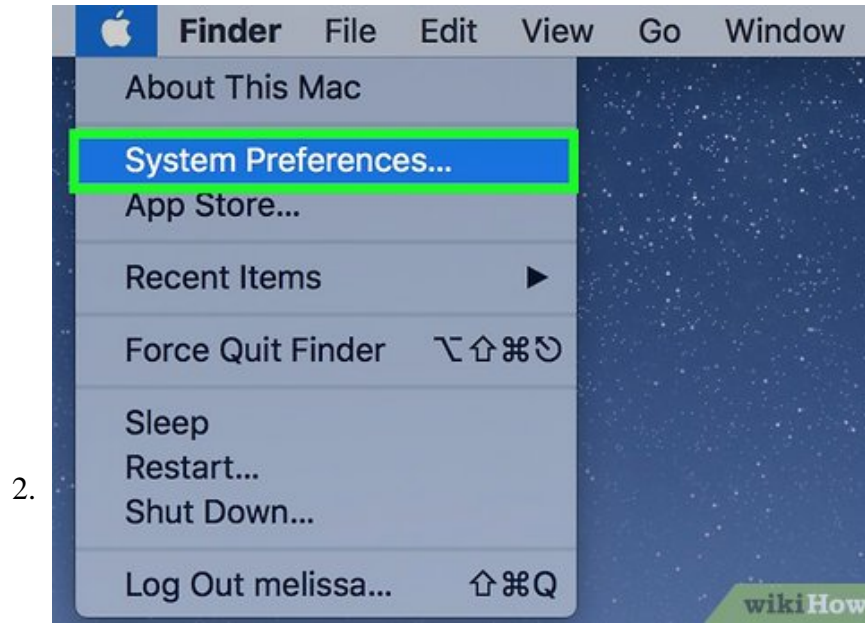 Finder File Edit View Go Window
About This Mac
System Preferences...
App Store...
Recent Items ▶
Force Quit Finder ⌥⇧⌘⎋
Sleep
Restart...
2.
Shut Down...
Log Out melissa... ⇧⌘Q
wikiHow